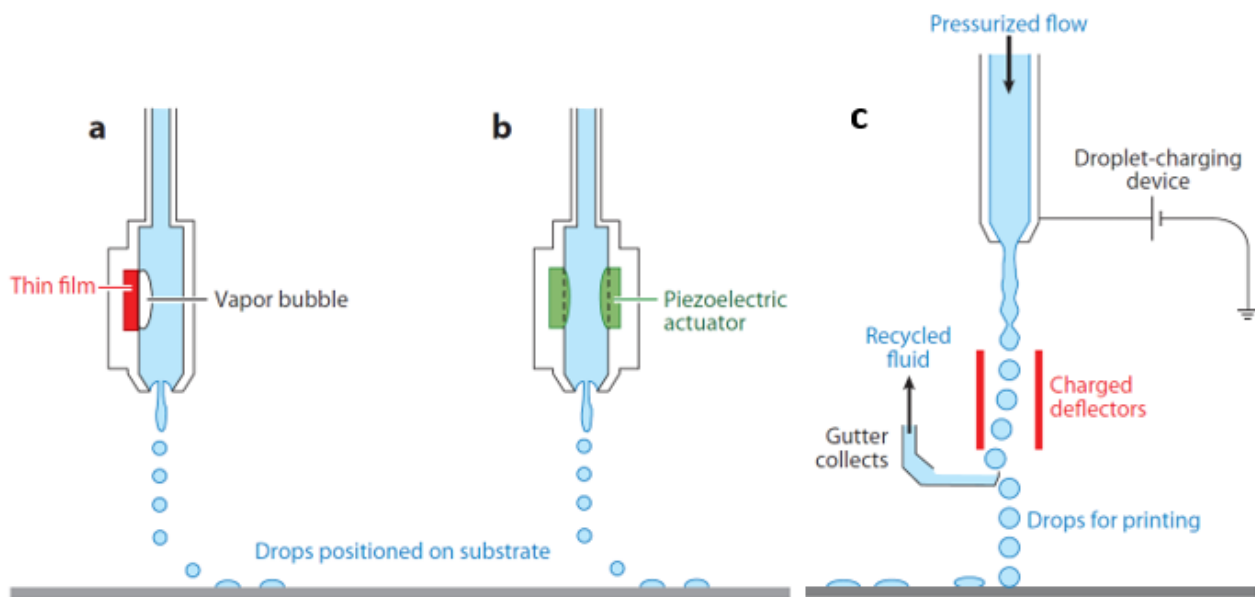 a
Thin film
Vapor bubble
b
Piezoelectric
actuator
Drops positioned on substrate
c
Pressurized flow
Droplet-charging
device
Recycled
fluid
Charged
deflectors
Gutter
collects
Drops for printing